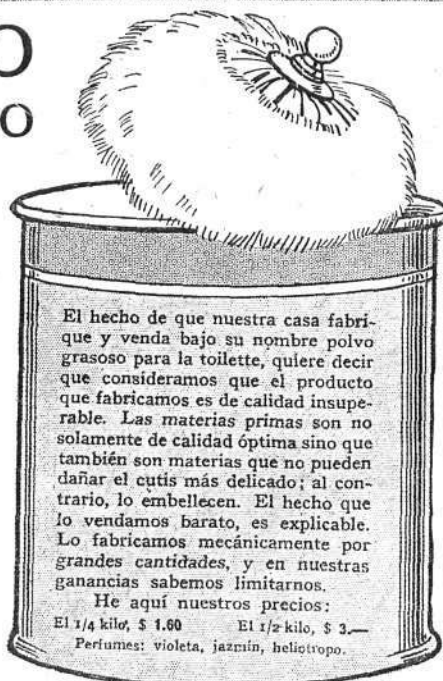 O
o
El hecho de que nuestra casa fabri-
que y venda bajo su nombre polvo
grasoso para la toilette, quiere decir
que consideramos que el producto
que fabricamos es de calidad insupe-
rable. Las materias primas son no
solamente de calidad óptima sino que
también son materias que no pueden
dañar el cutis más delicado; al con-
trario, lo embellecen. El hecho que
lo vendamos barato, es explicable.
Lo fabricamos mecánicamente por
grandes cantidades, y en nuestras
ganancias sabemos limitarnos.
He aquí nuestros precios:
El 1/4 kilo, $ 1.60 El 1/2 kilo, $ 3.—
Perfumes: violeta, jazmín, heliotropo.